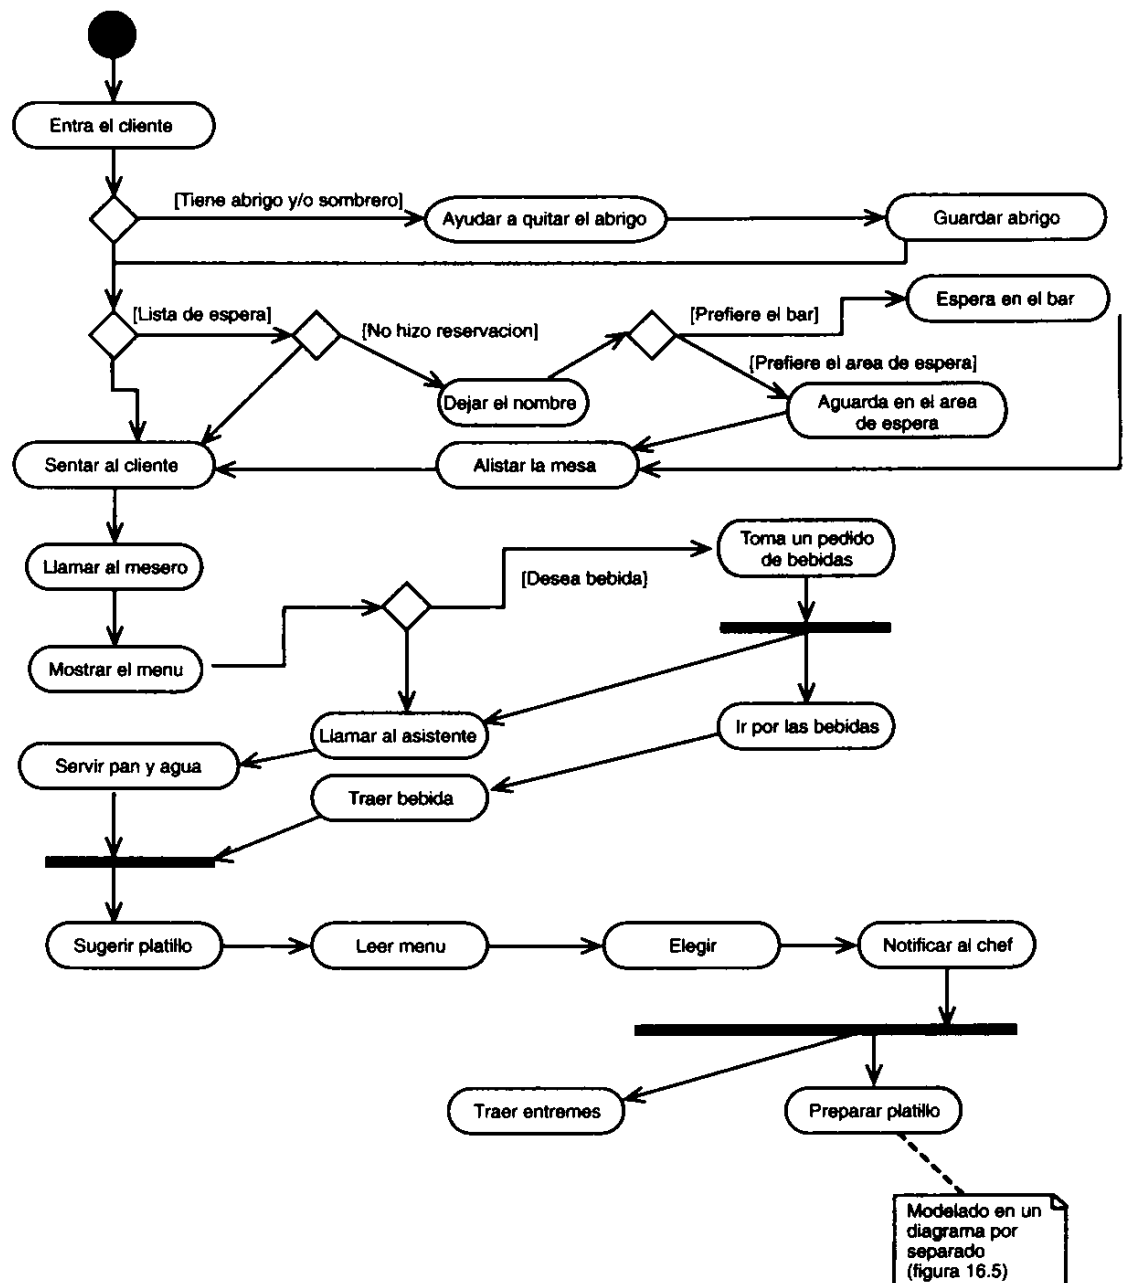 Entra el cliente
[Tiene abrigo y/o sombrero]
Ayudar a quitar el abrigo
Guardar abrigo
[Lista de espera]
[No hizo reservacion]
[Prefiere el bar]
Espera en el bar
[Prefiere el area de espera]
Dejar el nombre
Aguarda en el area
de espera
Sentar al cliente
Alistar la mesa
Llamar al mesero
[Desea bebida]
Toma un pedido
de bebidas
Mostrar el menu
Llamar al asistente
Ir por las bebidas
Servir pan y agua
Traer bebida
Sugerir platillo
Leer menu
Elegir
Notificar al chef
Traer entremes
Preparar platillo
Modelado en un
diagrama por
separado
(figura 16.5)